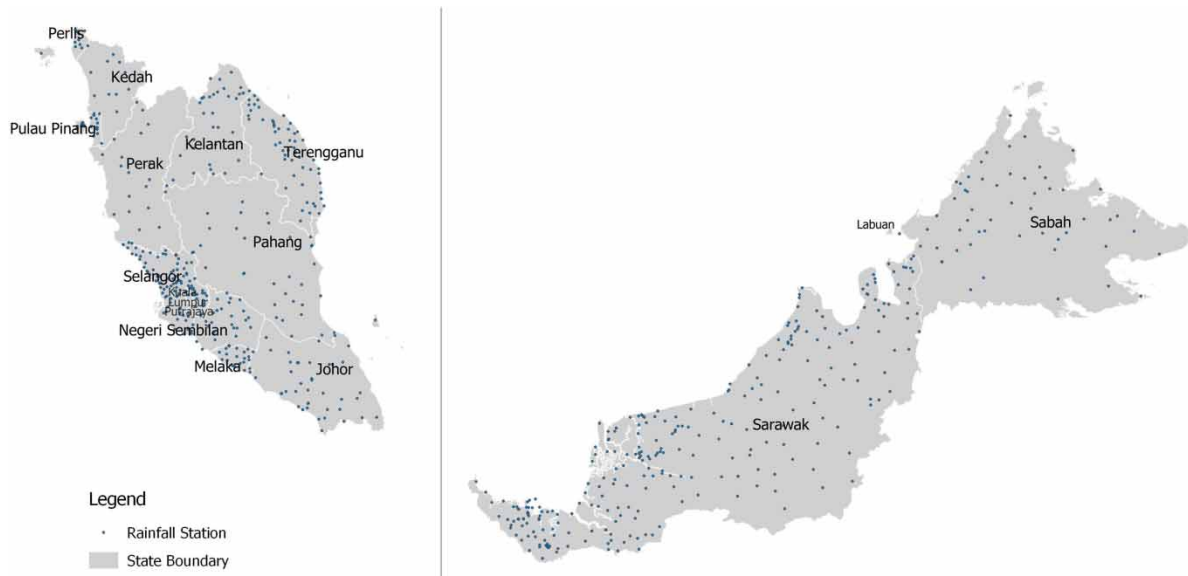 Perlis
Kedah
Pulau Pinang
Kelantan
Terengganu
Perak
Pahang
Selangor
Kuala
Lumpur
Putrajaya
Negeri Sembilan
Melaka
Johor
Labuan
Sabah
Sarawak
Legend
Rainfall Station
State Boundary